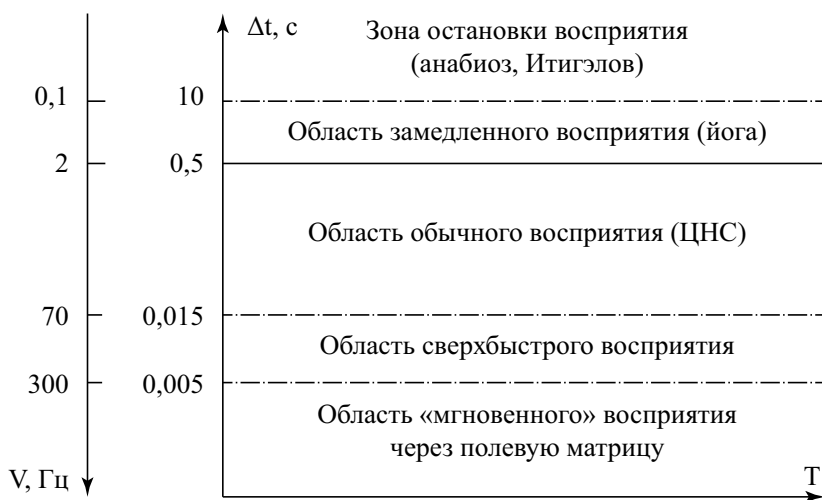 Δt, с
Зона остановки восприятия
(анабиоз, Итигэлов)
0,1
10
Область замедленного восприятия (йога)
2
0,5
Область обычного восприятия (ЦНС)
70
0,015
Область сверхбыстрого восприятия
300
0,005
Область «мгновенного» восприятия
через полевую матрицу
V, Гц
T